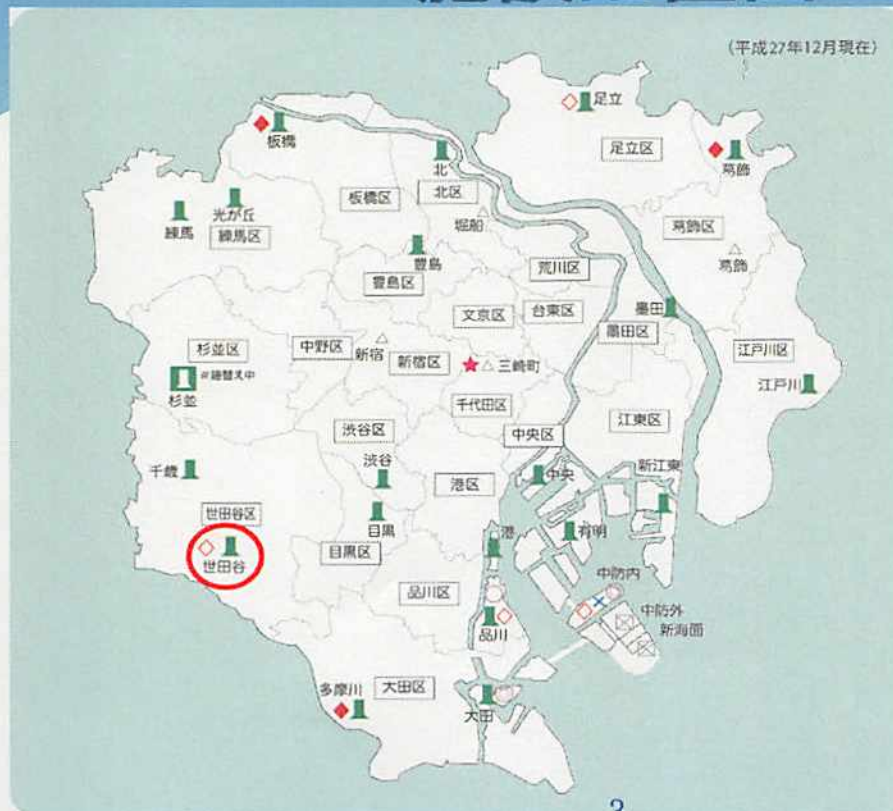 (平成27年12月現在)
足立
板橋
足立区
北
葛飾
板橋区
北区
光が丘
練馬
堀船
葛飾区
練馬区
豊島
葛飾
荒川区
豊島区
墨田
文京区
台東区
墨田区
杉並区
中野区
新宿
新宿区
三崎町
江戸川区
#建替え中
杉並
江戸川
千代田区
江東区
渋谷区
中央区
千歳
渋谷
港区
中央
新江東
世田谷区
目黒
港
有明
世田谷
目黒区
中防内
品川区
中防外
新海面
品川
多摩川
大田区
大田
3